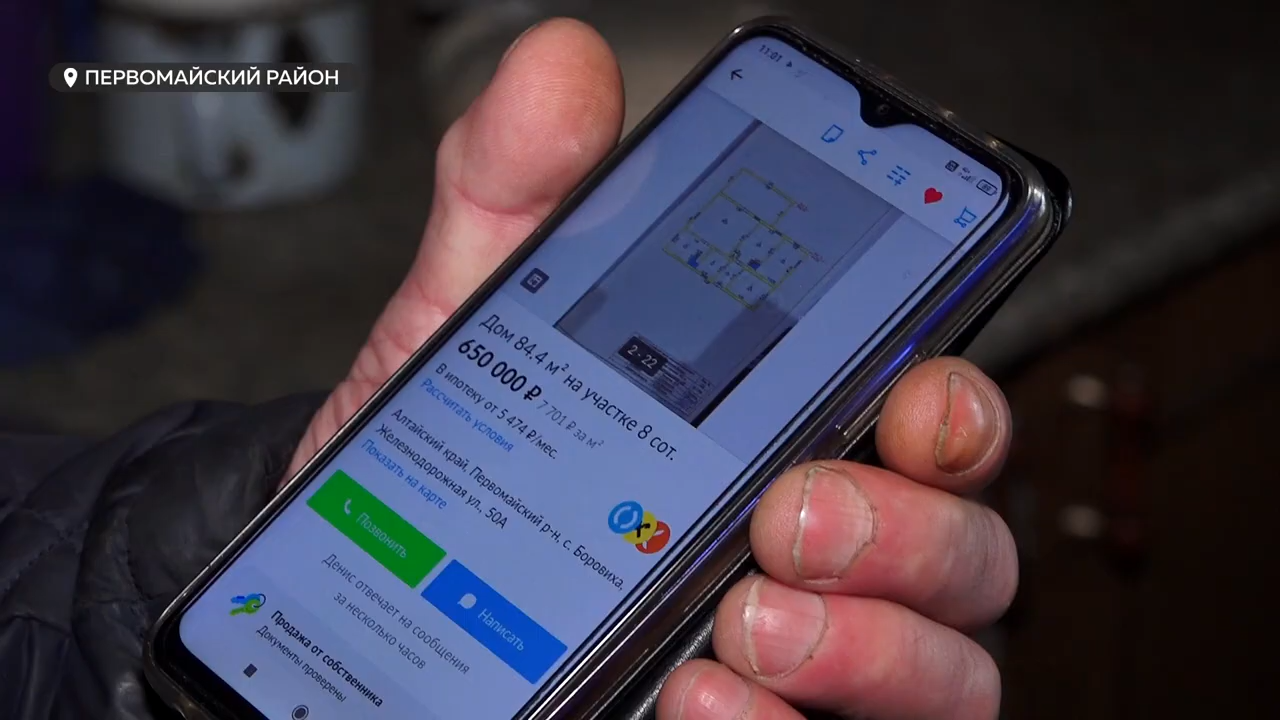 ПЕРВОМАЙСКИЙ РАЙОН
11:01
2 · 22
Дом 84.4 м² на участке 8 сот.
650 000 ₽ 7 701 ₽ за м²
В ипотеку от 5 474 ₽/мес.
Рассчитать условия
Алтайский край, Первомайский р-н, с. Боровиха,
Железнодорожная ул., 50А
Показать на карте
Позвонить
Написать
Денис отвечает на сообщения
за несколько часов
Продажа от собственника
Документы проверены